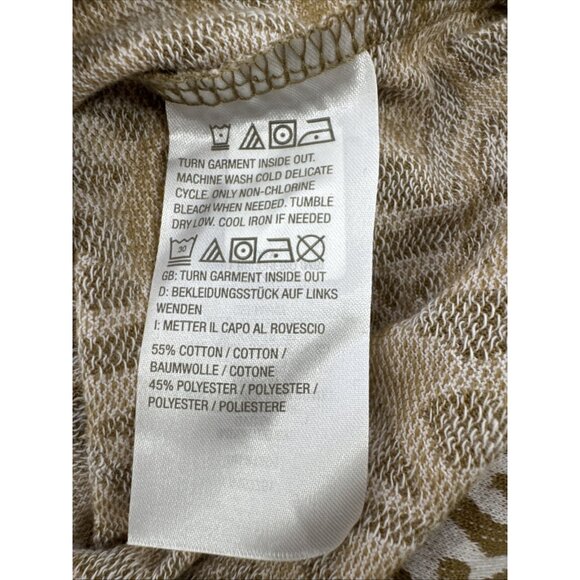 TURN GARMENT INSIDE OUT.
MACHINE WASH COLD DELICATE
CYCLE. ONLY NON-CHLORINE
BLEACH WHEN NEEDED. TUMBLE
DRY LOW. COOL IRON IF NEEDED
30
GB: TURN GARMENT INSIDE OUT
D: BEKLEIDUNGSSTÜCK AUF LINKS
WENDEN
I: METTER IL CAPO AL ROVESCIO
55% COTTON / COTTON /
BAUMWOLLE / COTONE
45% POLYESTER / POLYESTER /
POLYESTER / POLIESTERE